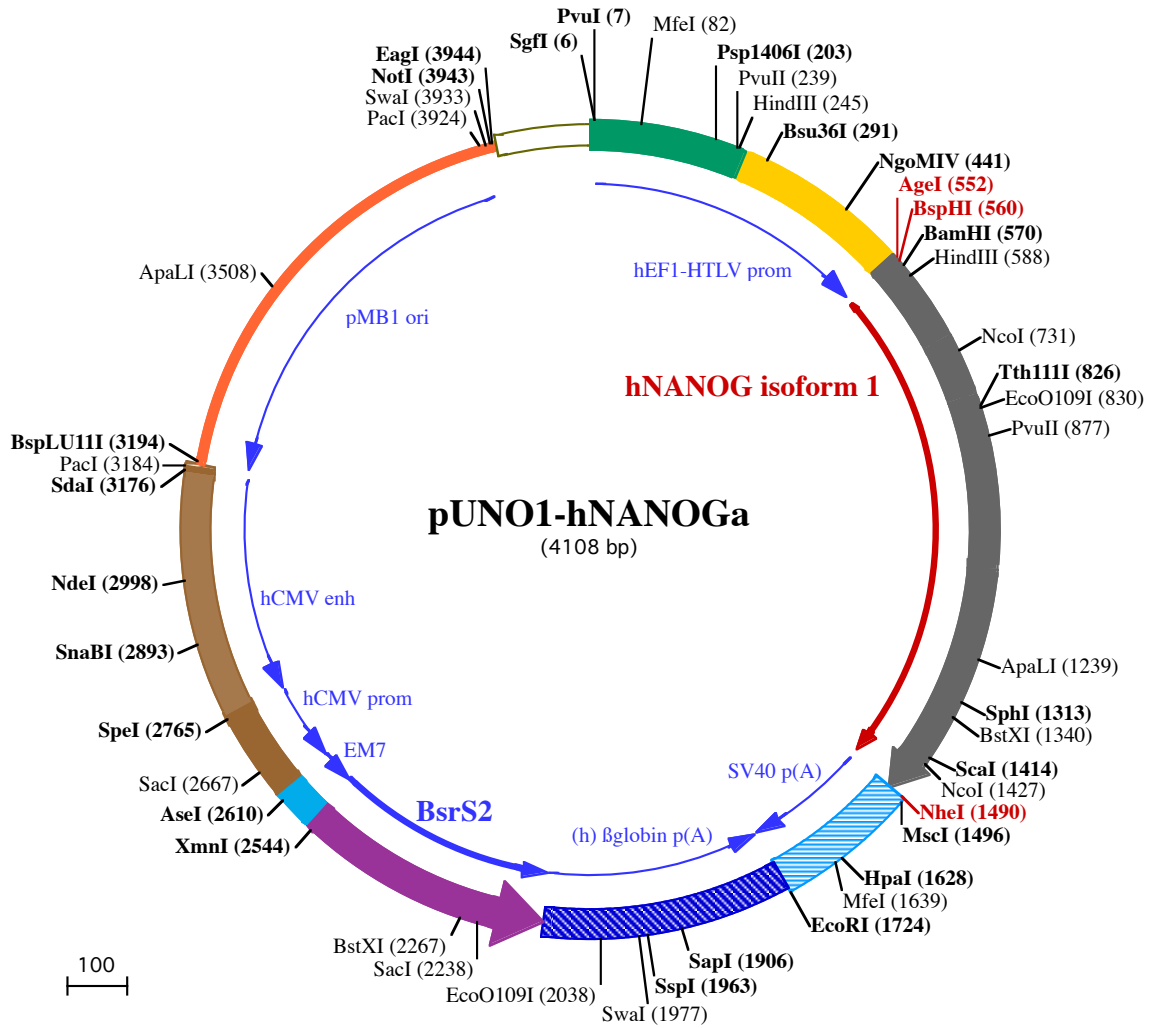 PvuI (7)
SgfI (6)
MfeI (82)
Psp1406I (203)
PvuII (239)
HindIII (245)
Bsu36I (291)
NgoMIV (441)
AgeI (552)
BspHI (560)
BamHI (570)
HindIII (588)
NcoI (731)
Tth111I (826)
EcoO109I (830)
PvuII (877)
ApaLI (1239)
SphI (1313)
BstXI (1340)
ScaI (1414)
NcoI (1427)
NheI (1490)
MscI (1496)
HpaI (1628)
MfeI (1639)
EcoRI (1724)
SapI (1906)
SspI (1963)
SwaI (1977)
EcoO109I (2038)
SacI (2238)
BstXI (2267)
XmnI (2544)
AseI (2610)
SacI (2667)
SpeI (2765)
SnaBI (2893)
NdeI (2998)
SdaI (3176)
PacI (3184)
BspLU11I (3194)
ApaLI (3508)
PacI (3924)
SwaI (3933)
NotI (3943)
EagI (3944)
hEF1-HTLV prom
pMB1 ori
hNANOG isoform 1
pUNO1-hNANOGa
(4108 bp)
hCMV enh
hCMV prom
EM7
BsrS2
SV40 p(A)
(h) ßglobin p(A)
100